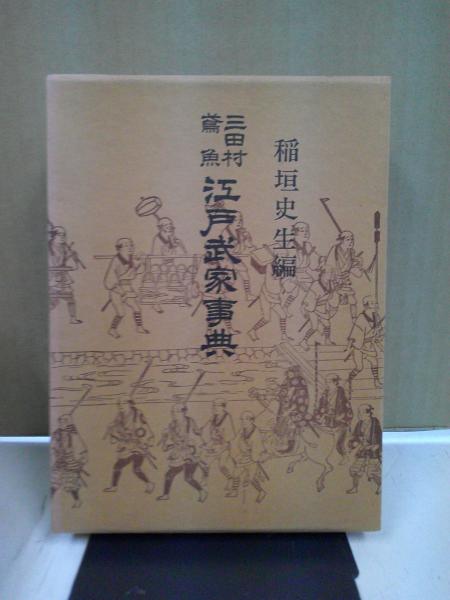 稲垣史生編
三田村
鳶魚
江戸武家事典